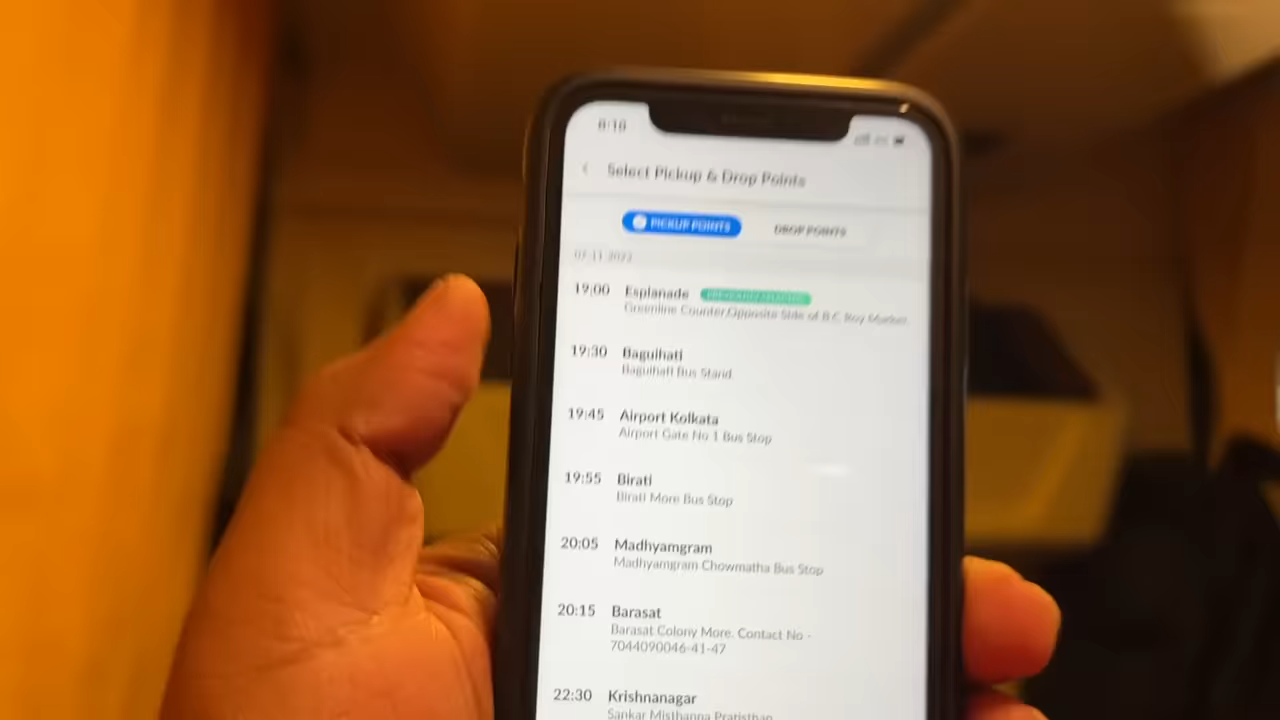 8:18
Select Pickup & Drop Points
PICKUP POINTS
DROP POINTS
07-11-2022
19:00 Esplanade PREVIOUSLY SELECTED
Greenline Counter,Opposite Side of B.C Roy Market.
19:30 Baguihati
Baguihati Bus Stand
19:45 Airport Kolkata
Airport Gate No 1 Bus Stop
19:55 Birati
Birati More Bus Stop
20:05 Madhyamgram
Madhyamgram Chowmatha Bus Stop
20:15 Barasat
Barasat Colony More. Contact No -
7044090046-41-47
22:30 Krishnanagar
Sankar Misthanna Pratisthan